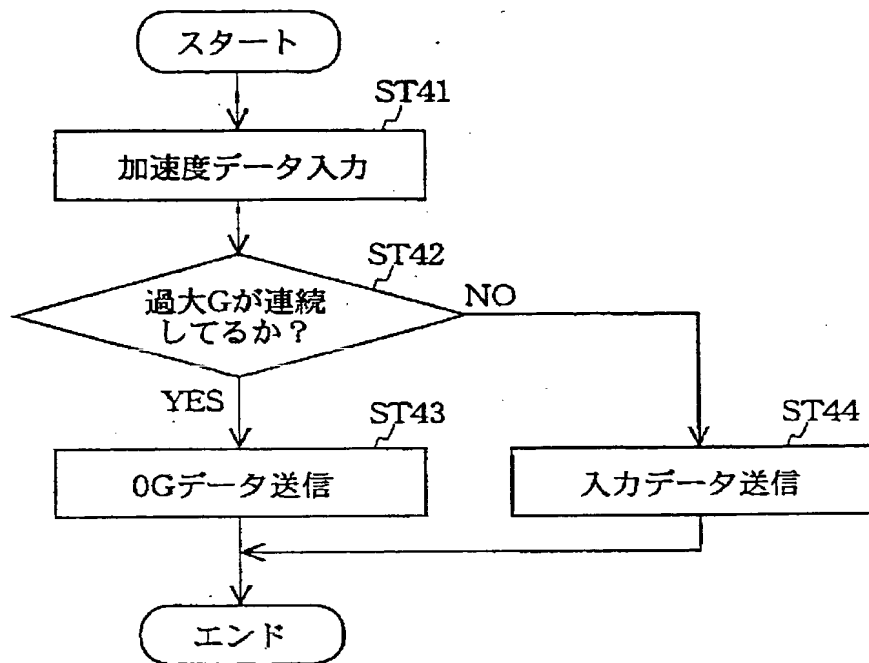 スタート
ST41
加速度データ入力
ST42
過大Gが連続
してるか？
NO
YES
ST43
0Gデータ送信
ST44
入力データ送信
エンド